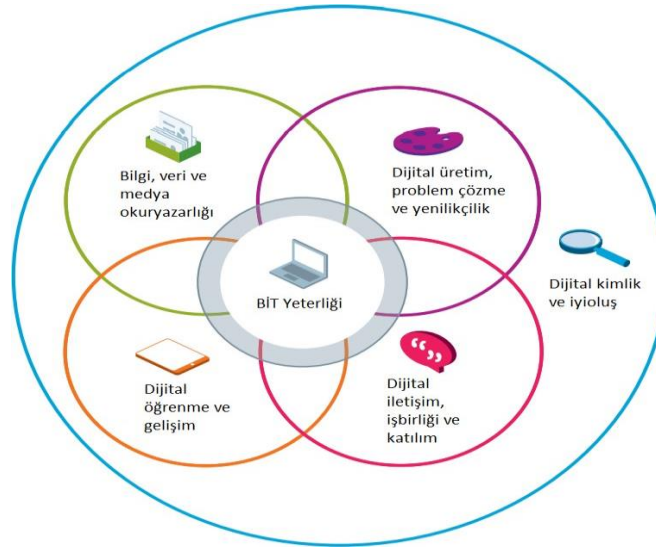 Bilgi, veri ve
medya
okuryazarlığı
Dijital üretim,
problem çözme
ve yenilikçilik
Dijital kimlik
ve iyioluş
BİT Yeterliği
Dijital
öğrenme ve
gelişim
Dijital
iletişim,
işbirliği ve
katılım